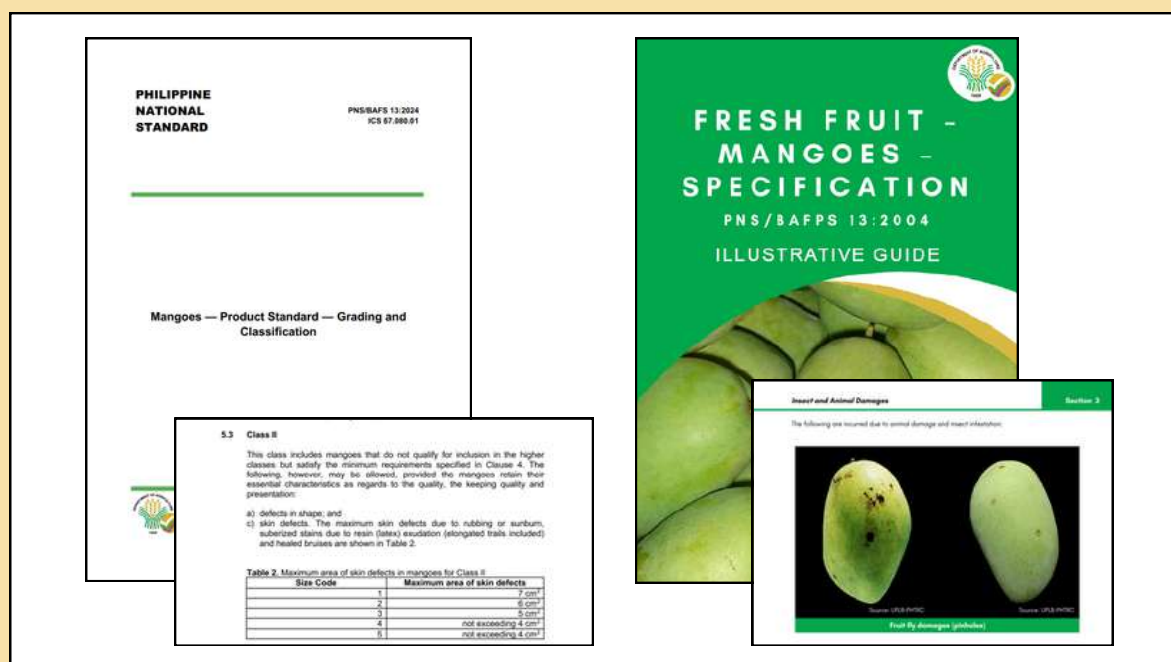 PHILIPPINE
NATIONAL
STANDARD
PNS/BAFS 13:2024
ICS 67.080.01
Mangoes — Product Standard — Grading and
Classification
5.3 Class II
This class includes mangoes that do not qualify for inclusion in the higher
classes but satisfy the minimum requirements specified in Clause 4. The
following, however, may be allowed, provided the mangoes retain their
essential characteristics as regards to the quality, the keeping quality and
presentation:
a) defects in shape; and
c) skin defects. The maximum skin defects due to rubbing or sunburn,
suberized stains due to resin (latex) exudation (elongated trails included)
and healed bruises are shown in Table 2.
Table 2. Maximum area of skin defects in mangoes for Class II
Size Code Maximum area of skin defects
1 7 cm²
2 6 cm²
3 5 cm²
4 not exceeding 4 cm²
5 not exceeding 4 cm²
FRESH FRUIT –
MANGOES –
SPECIFICATION
PNS/BAFPS 13:2004
ILLUSTRATIVE GUIDE
Insect and Animal Damages
Section 3
The following are incurred due to animal damage and insect infestation:
Source: UPLB-PHTRC
Source: UPLB-PHTRC
Fruit fly damages (pinholes)